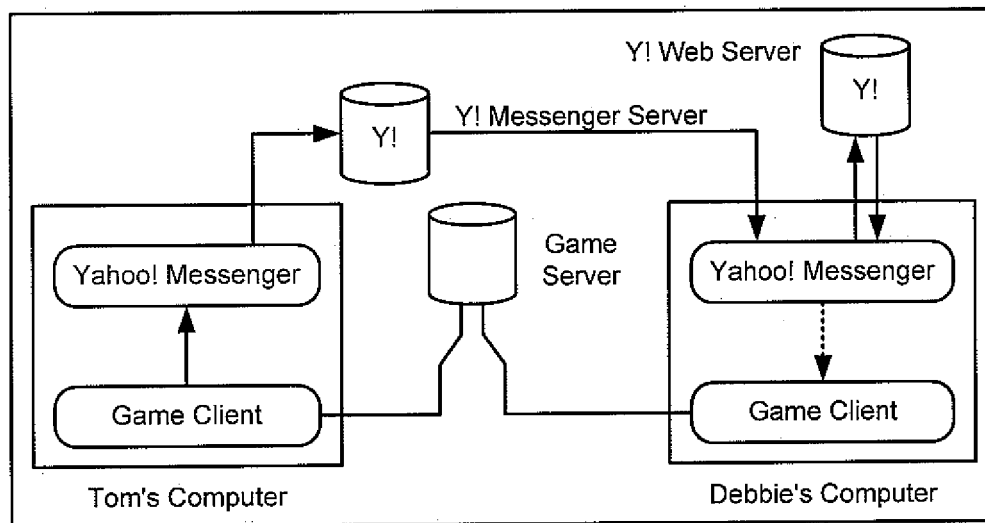 Y! Web Server
Y!
Y!
Y! Messenger Server
Game
Server
Yahoo! Messenger
Yahoo! Messenger
Game Client
Game Client
Tom's Computer
Debbie's Computer